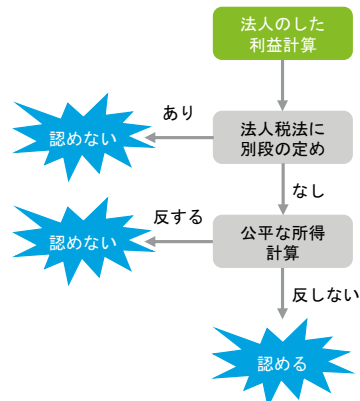 法人のした
利益計算
あり
認めない
法人税法に
別段の定め
なし
反する
認めない
公平な所得
計算
反しない
認める